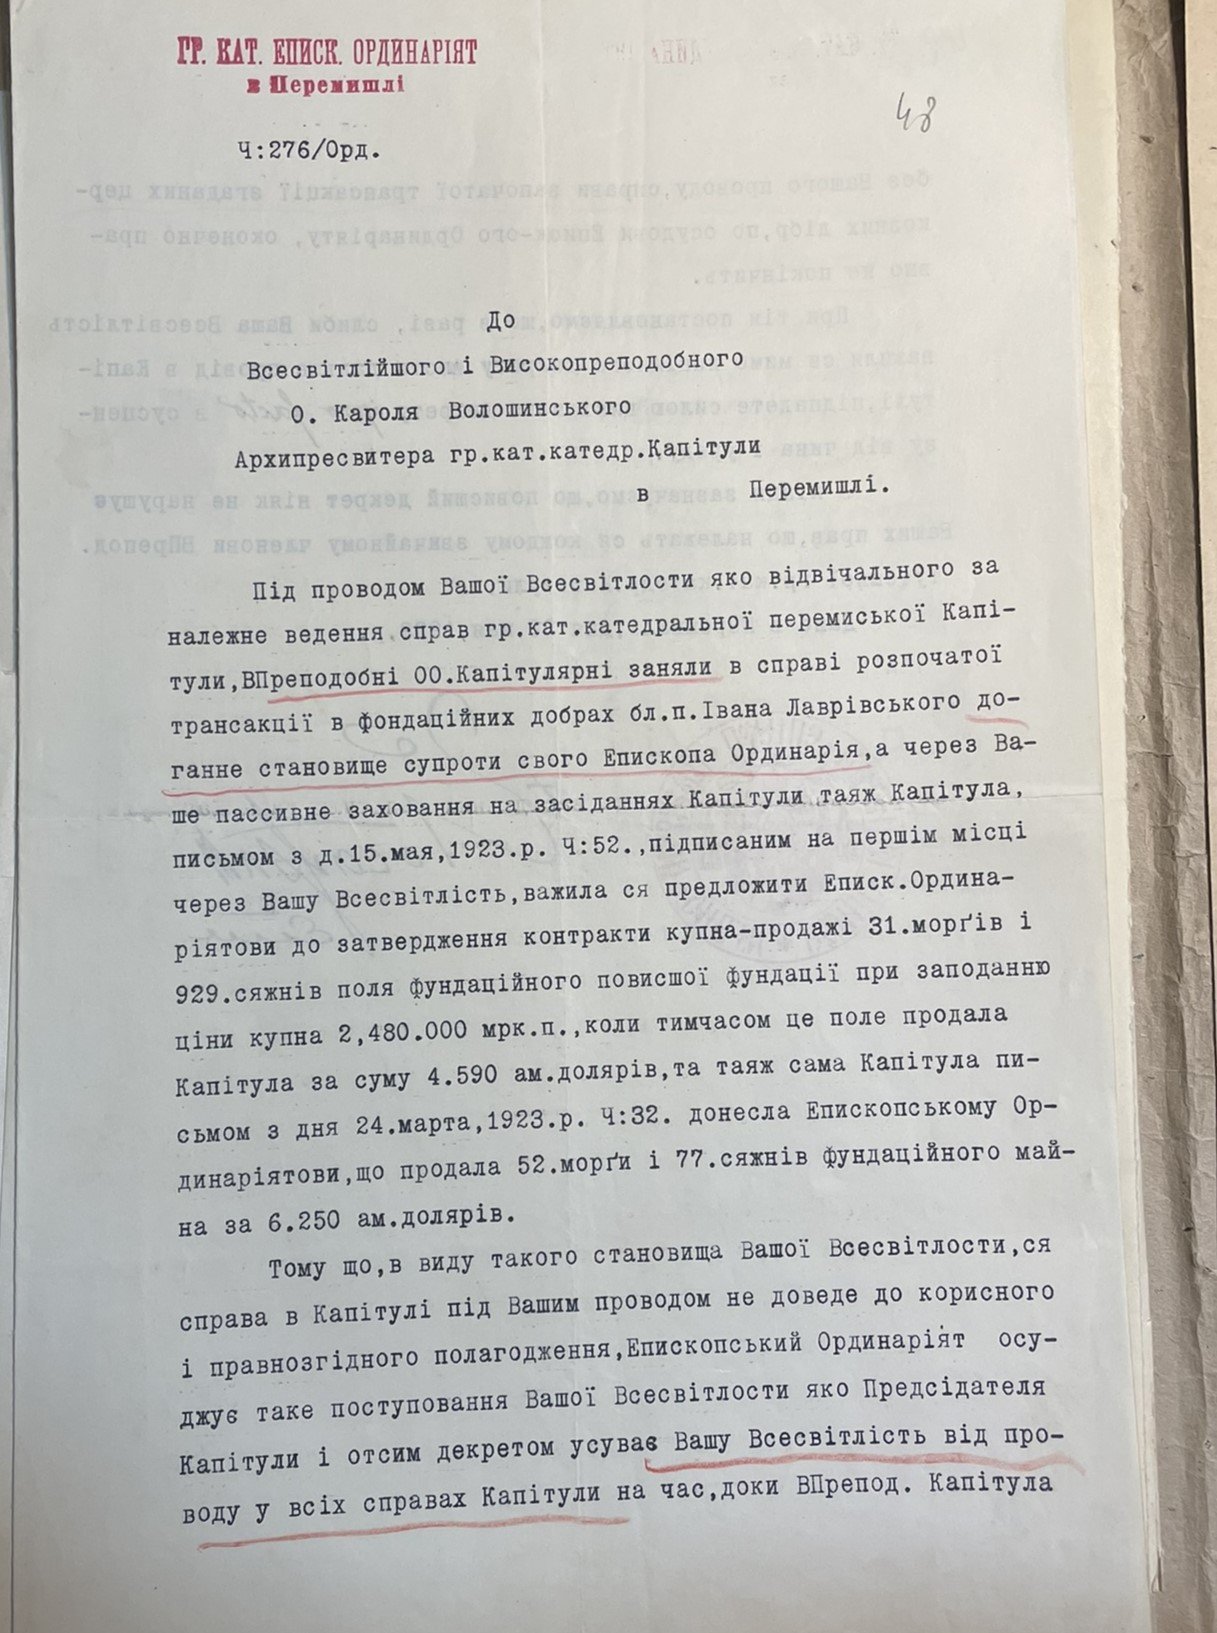 ГР. КАТ. ЕПИСК. ОРДИНАРІЯТ
в Перемишлі
48
Ч:276/Орд.
До
Всесвітлійшого і Високопреподобного
О. Кароля Волошинського
Архипресвитера гр.кат.катедр.Капітули
в Перемишлі.
Під проводом Вашої Всесвітлости яко відвічального за
належне ведення справ гр.кат.катедральної перемиської Капі-
тули,ВПреподобні ОО.Капітулярні заняли в справі розпочатої
трансакції в фондаційних добрах бл.п.Івана Лаврівського до-
ганне становище супроти свого Епископа Ординарія,а через Ва-
ше пассивне заховання на засіданнях Капітули таяж Капітула,
письмом з д.15.мая,1923.р. Ч:52.,підписаним на першім місці
через Вашу Всесвітлість,важила ся предложити Еписк.Ордина-
ріятови до затвердження контракти купна-продажі 31.морґів і
929.сяжнів поля фундаційного повисшої фундації при заподанню
ціни купна 2,480.000 мрк.п.,коли тимчасом це поле продала
Капітула за суму 4.590 ам.долярів,та таяж сама Капітула пи-
сьмом з дня 24.марта,1923.р. Ч:32. донесла Епископському Ор-
динаріятови,що продала 52.морґи і 77.сяжнів фундаційного май-
на за 6.250 ам.долярів.
Тому що,в виду такого становища Вашої Всесвітлости,ся
справа в Капітулі під Вашим проводом не доведе до корисного
і правнозгідного полагодження,Епископський Ординаріят осу-
джує таке поступовання Вашої Всесвітлости яко Предсідателя
Капітули і отсим декретом усуває Вашу Всесвітлість від про-
воду у всіх справах Капітули на час,доки ВПрепод. Капітула